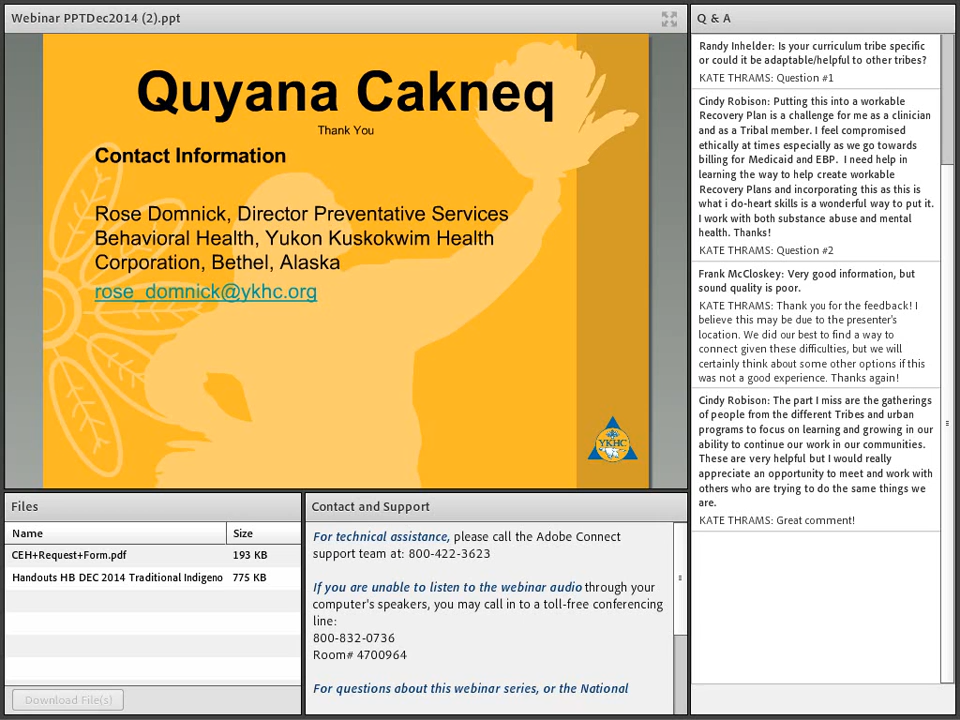 Webinar PPTDec2014 (2).ppt
Quyana Cakneq
Thank You
Contact Information
Rose Domnick, Director Preventative Services
Behavioral Health, Yukon Kuskokwim Health
Corporation, Bethel, Alaska
rose_domnick@ykhc.org
YKHC
Files
Name Size
CEH+Request+Form.pdf 193 KB
Handouts HB DEC 2014 Traditional Indigeno 775 KB
Download File(s)
Contact and Support
For technical assistance, please call the Adobe Connect
support team at: 800-422-3623
If you are unable to listen to the webinar audio through your
computer's speakers, you may call in to a toll-free conferencing
line:
800-832-0736
Room# 4700964
For questions about this webinar series, or the National
Q & A
Randy Inhelder: Is your curriculum tribe specific
or could it be adaptable/helpful to other tribes?
KATE THRAMS: Question #1
Cindy Robison: Putting this into a workable
Recovery Plan is a challenge for me as a clinician
and as a Tribal member. I feel compromised
ethically at times especially as we go towards
billing for Medicaid and EBP. I need help in
learning the way to help create workable
Recovery Plans and incorporating this as this is
what i do-heart skills is a wonderful way to put it.
I work with both substance abuse and mental
health. Thanks!
KATE THRAMS: Question #2
Frank McCloskey: Very good information, but
sound quality is poor.
KATE THRAMS: Thank you for the feedback! I
believe this may be due to the presenter's
location. We did our best to find a way to
connect given these difficulties, but we will
certainly think about some other options if this
was not a good experience. Thanks again!
Cindy Robison: The part I miss are the gatherings
of people from the different Tribes and urban
programs to focus on learning and growing in our
ability to continue our work in our communities.
These are very helpful but I would really
appreciate an opportunity to meet and work with
others who are trying to do the same things we
are.
KATE THRAMS: Great comment!